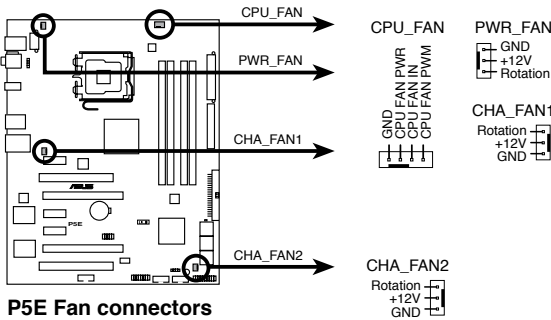 CPU_FAN
PWR_FAN
CHA_FAN1
CHA_FAN2
ASUS
P5E
CPU_FAN
GND
CPU FAN PWR
CPU FAN IN
CPU FAN PWM
PWR_FAN
GND
+12V
Rotation
CHA_FAN1
Rotation
+12V
GND
CHA_FAN2
Rotation
+12V
GND
P5E Fan connectors